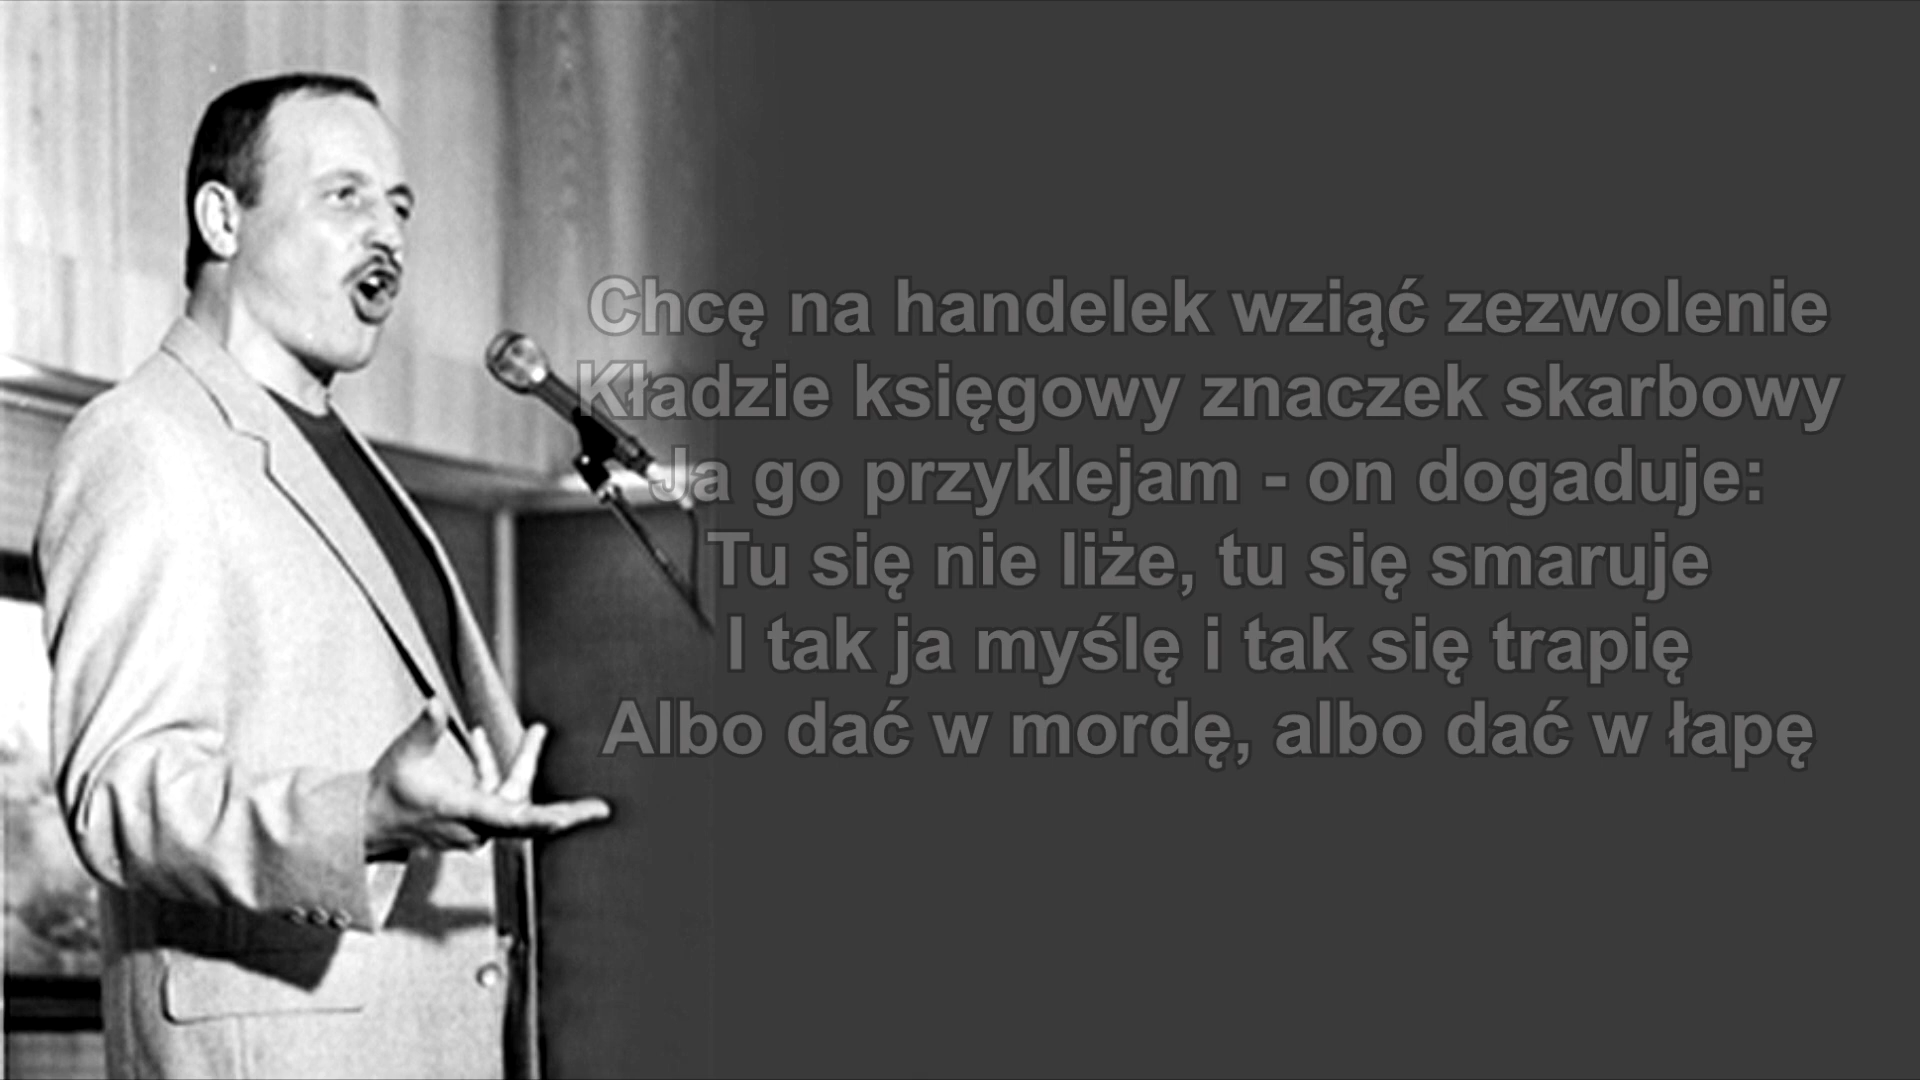 Chcę na handelek wziąć zezwolenie
Kładzie księgowy znaczek skarbowy
Ja go przyklejam - on dogaduje:
Tu się nie liże, tu się smaruje
I tak ja myślę i tak się trapię
Albo dać w mordę, albo dać w łapę